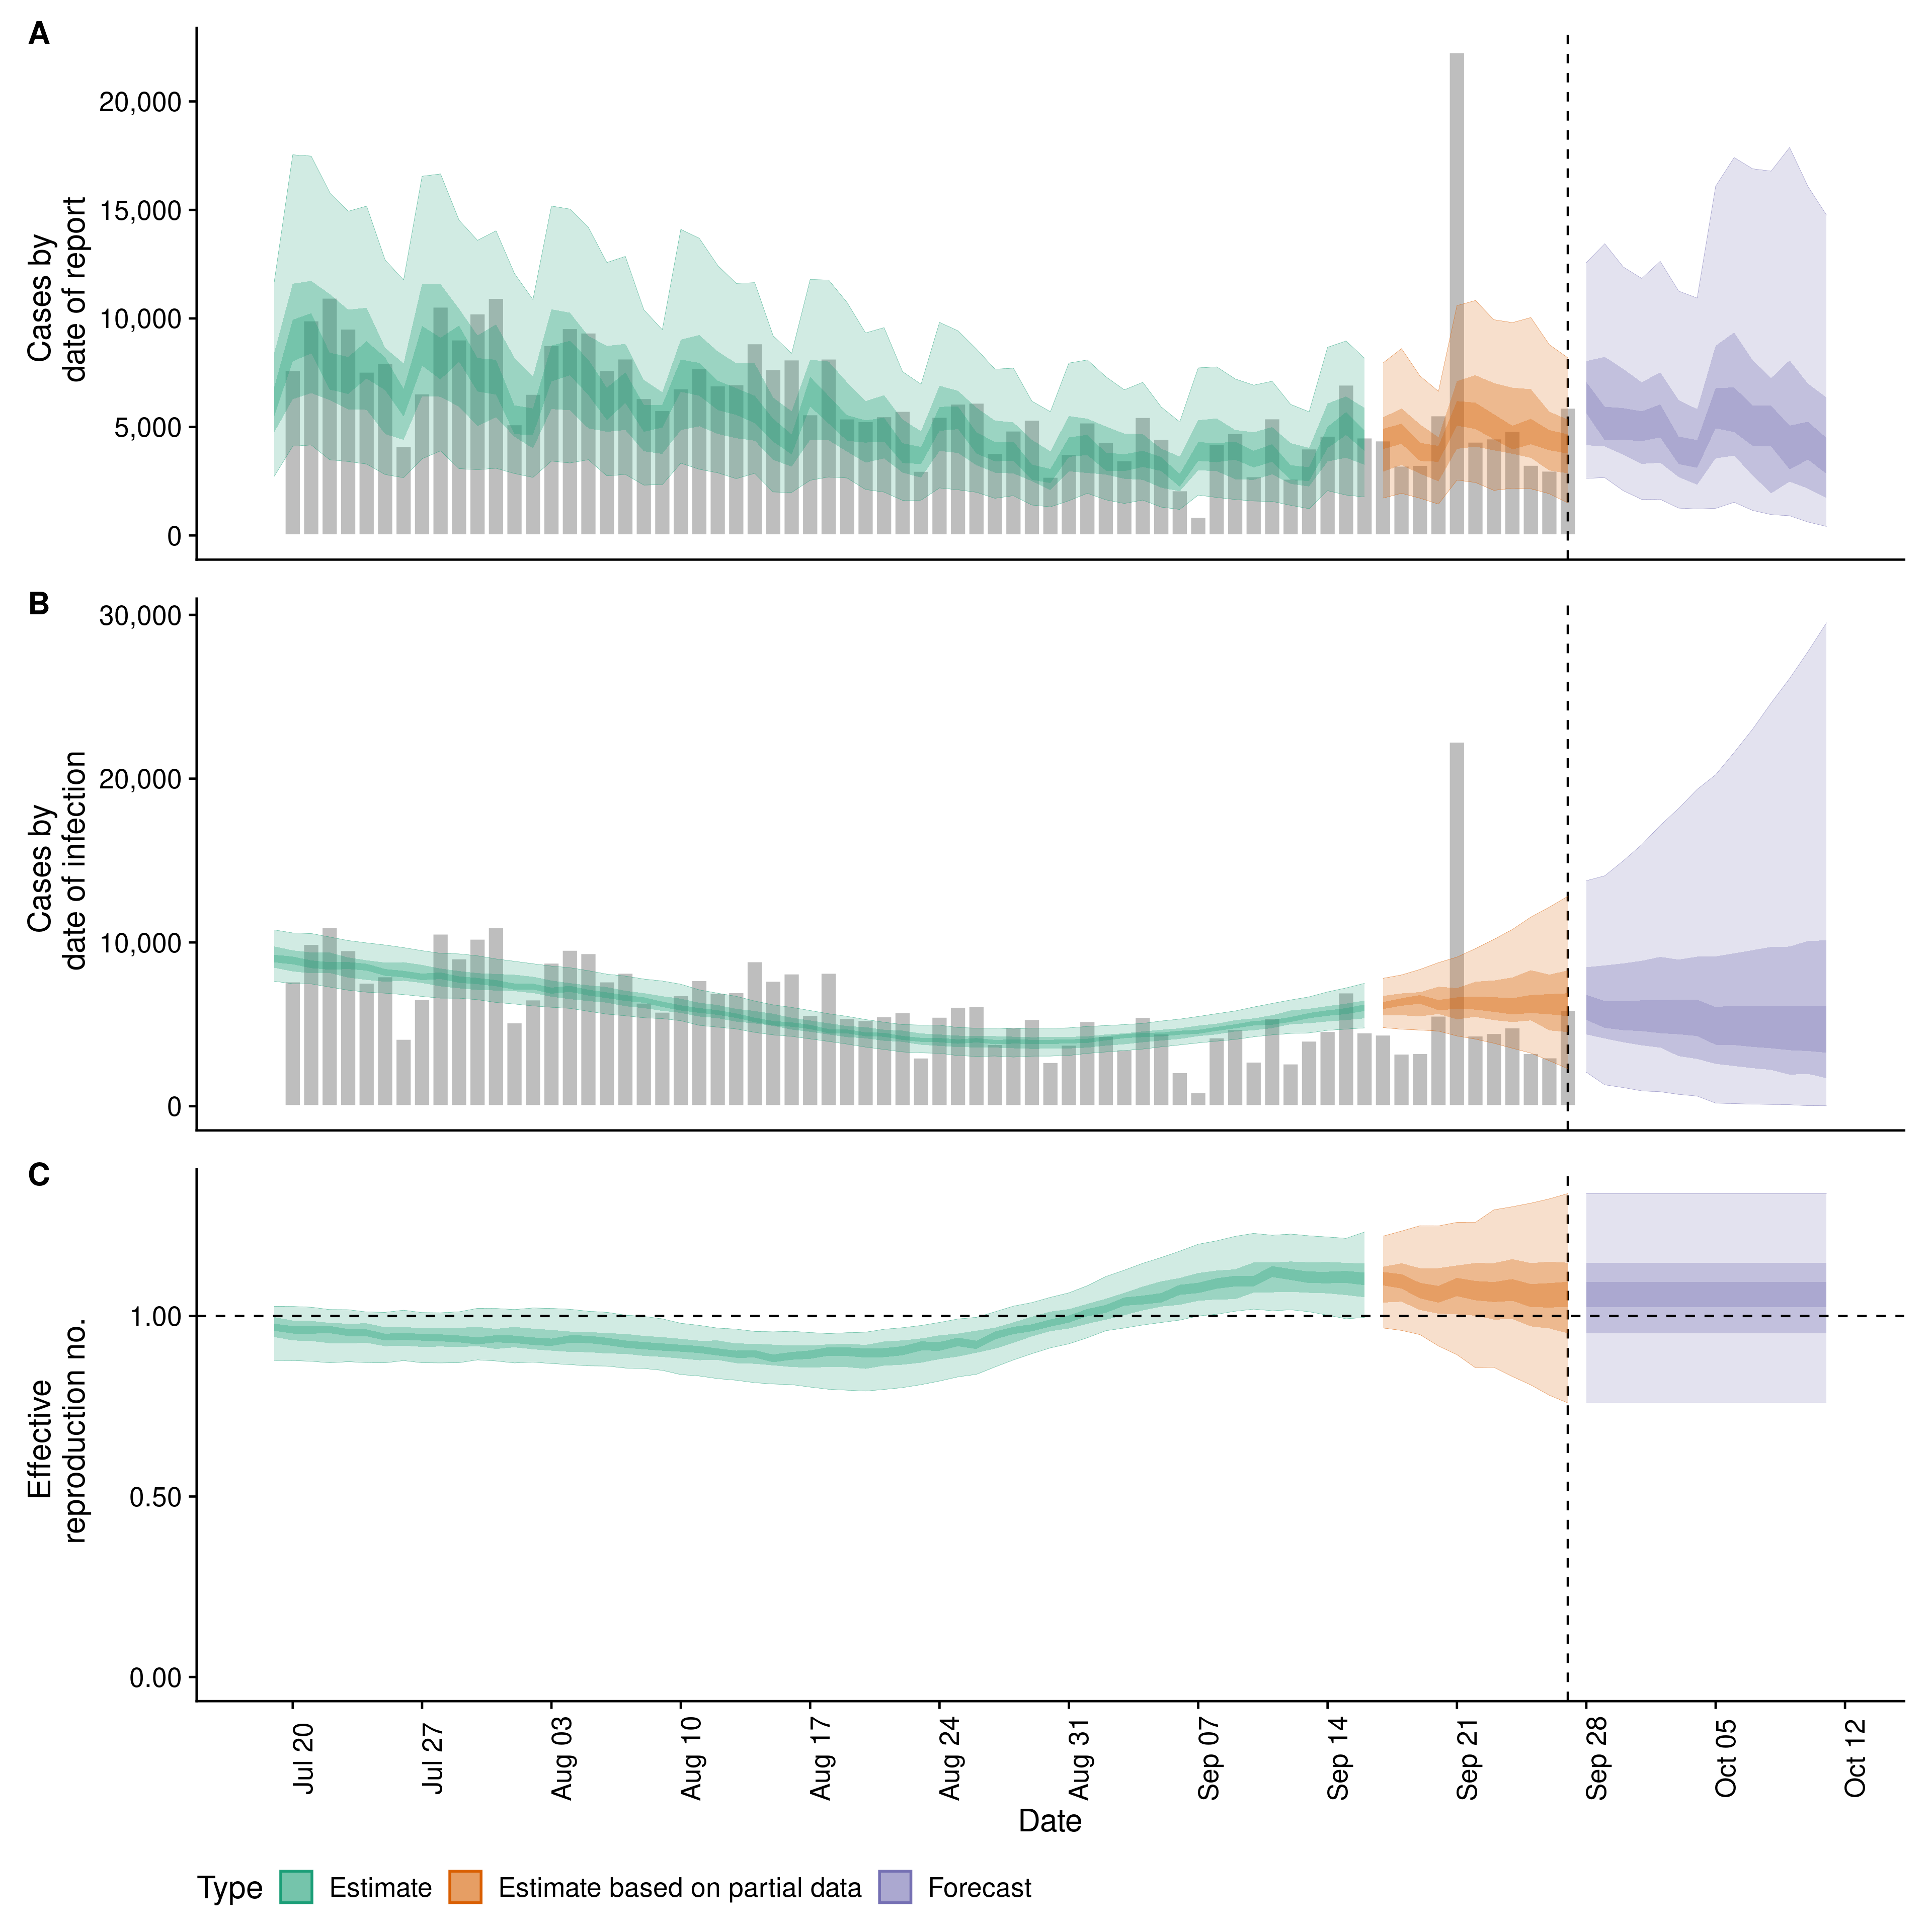 A
20,000
15,000
10,000
5,000
0
Cases by
date of report
B
30,000
20,000
10,000
0
Cases by
date of infection
C
1.00
0.50
0.00
Effective
reproduction no.
Jul 20
Jul 27
Aug 03
Aug 10
Aug 17
Aug 24
Aug 31
Sep 07
Sep 14
Sep 21
Sep 28
Oct 05
Oct 12
Date
Type Estimate Estimate based on partial data Forecast